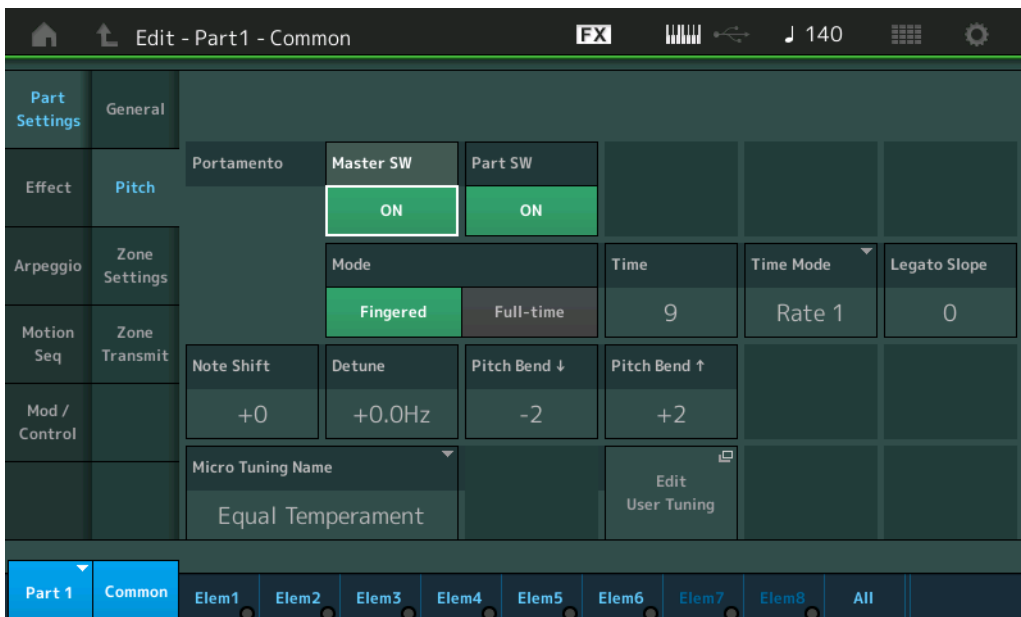 Edit - Part1 - Common
FX
♩ 140
Part Settings
General
Effect
Pitch
Arpeggio
Zone Settings
Motion Seq
Zone Transmit
Mod / Control
Portamento
Master SW
Part SW
ON
ON
Mode
Time
Time Mode
Legato Slope
Fingered
Full-time
9
Rate 1
0
Note Shift
Detune
Pitch Bend ↓
Pitch Bend ↑
+0
+0.0Hz
-2
+2
Micro Tuning Name
Equal Temperament
Edit
User Tuning
Part 1
Common
Elem1
Elem2
Elem3
Elem4
Elem5
Elem6
Elem7
Elem8
All